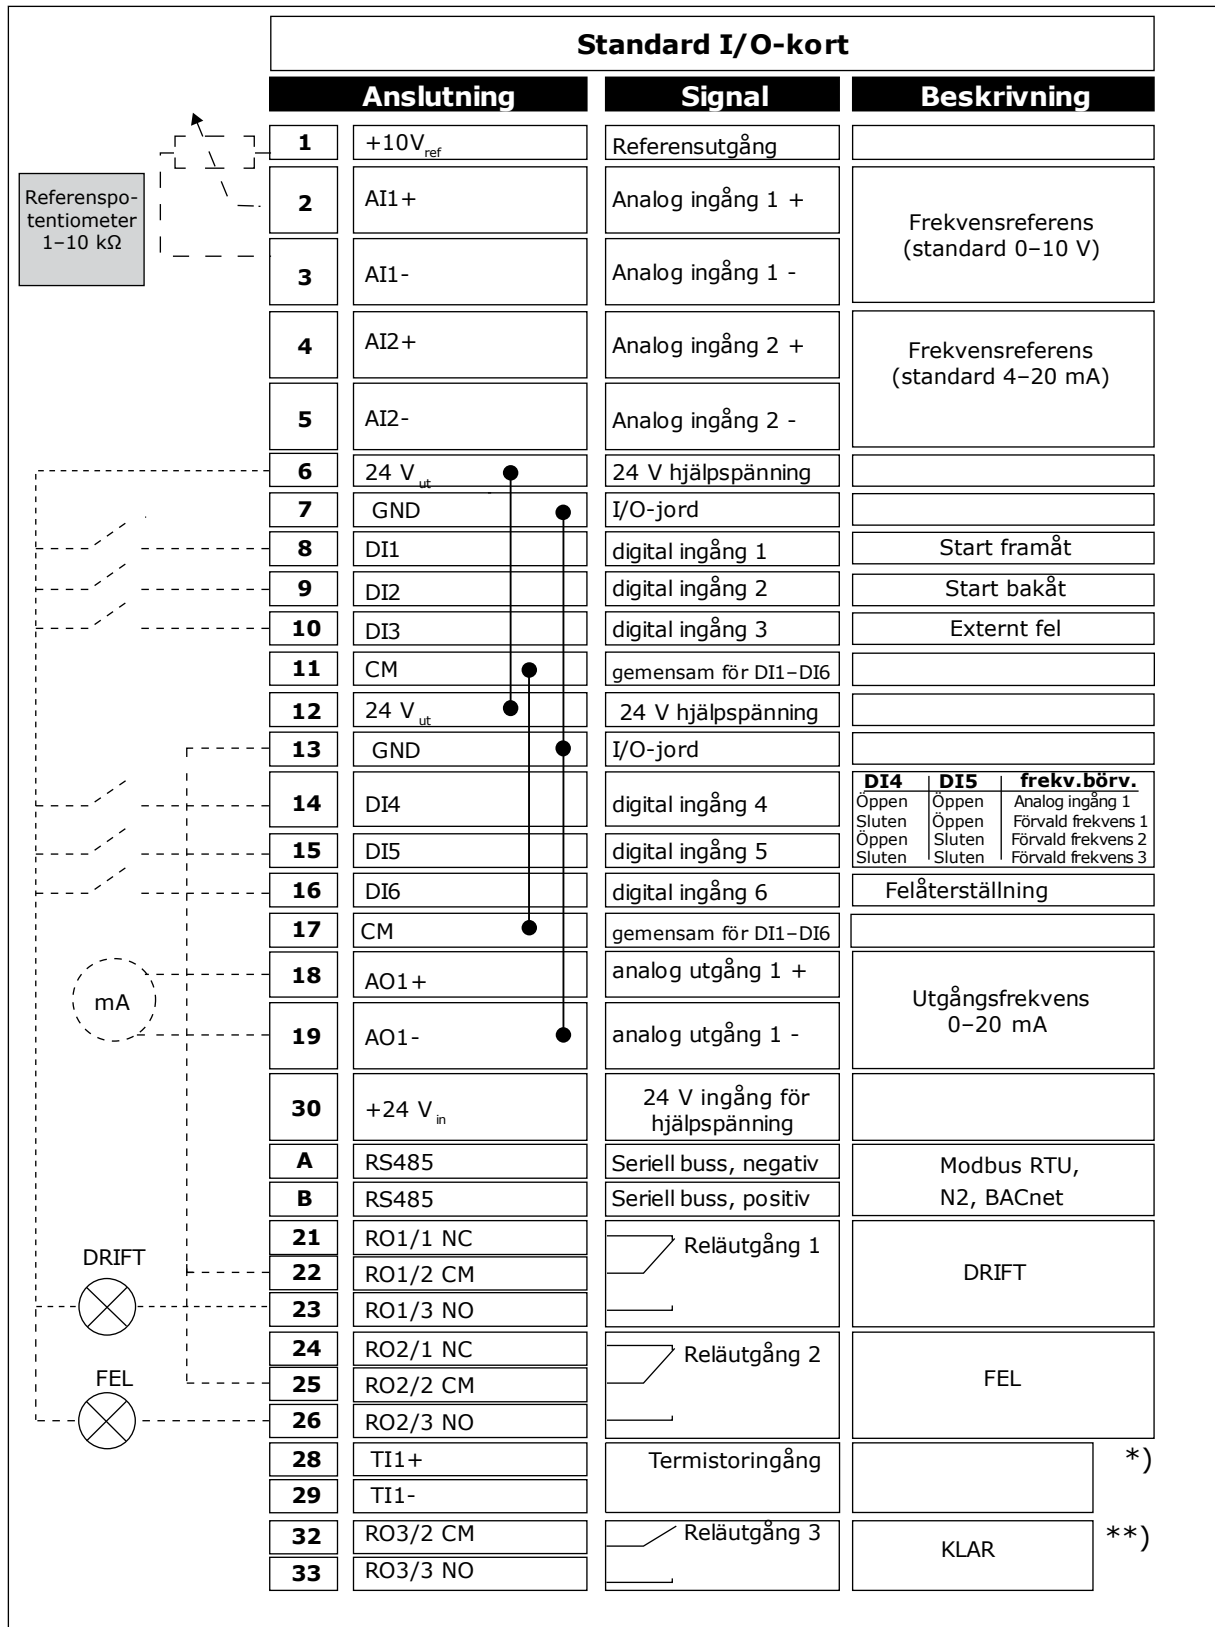 Standard I/O-kort
Anslutning Signal Beskrivning
Referenspo-
tentiometer
1–10 kΩ
1 +10Vref Referensutgång
2 AI1+ Analog ingång 1 +
Frekvensreferens
(standard 0–10 V)
3 AI1- Analog ingång 1 -
4 AI2+ Analog ingång 2 +
Frekvensreferens
(standard 4–20 mA)
5 AI2- Analog ingång 2 -
6 24 Vut 24 V hjälpspänning
7 GND I/O-jord
8 DI1 digital ingång 1 Start framåt
9 DI2 digital ingång 2 Start bakåt
10 DI3 digital ingång 3 Externt fel
11 CM gemensam för DI1–DI6
12 24 Vut 24 V hjälpspänning
13 GND I/O-jord
14 DI4 digital ingång 4
DI4 DI5 frekv.börv.
Öppen Öppen Analog ingång 1
Sluten Öppen Förvald frekvens 1
Öppen Sluten Förvald frekvens 2
Sluten Sluten Förvald frekvens 3
15 DI5 digital ingång 5
16 DI6 digital ingång 6 Felåterställning
17 CM gemensam för DI1–DI6
mA
18 AO1+ analog utgång 1 +
Utgångsfrekvens
0–20 mA
19 AO1- analog utgång 1 -
30 +24 Vin 24 V ingång för
hjälpspänning
A RS485 Seriell buss, negativ
Modbus RTU,
N2, BACnet
B RS485 Seriell buss, positiv
21 RO1/1 NC Reläutgång 1
DRIFT
22 RO1/2 CM DRIFT
23 RO1/3 NO
24 RO2/1 NC Reläutgång 2
FEL
25 RO2/2 CM FEL
26 RO2/3 NO
28 TI1+ Termistoringång *)
29 TI1-
32 RO3/2 CM Reläutgång 3 KLAR **)
33 RO3/3 NO